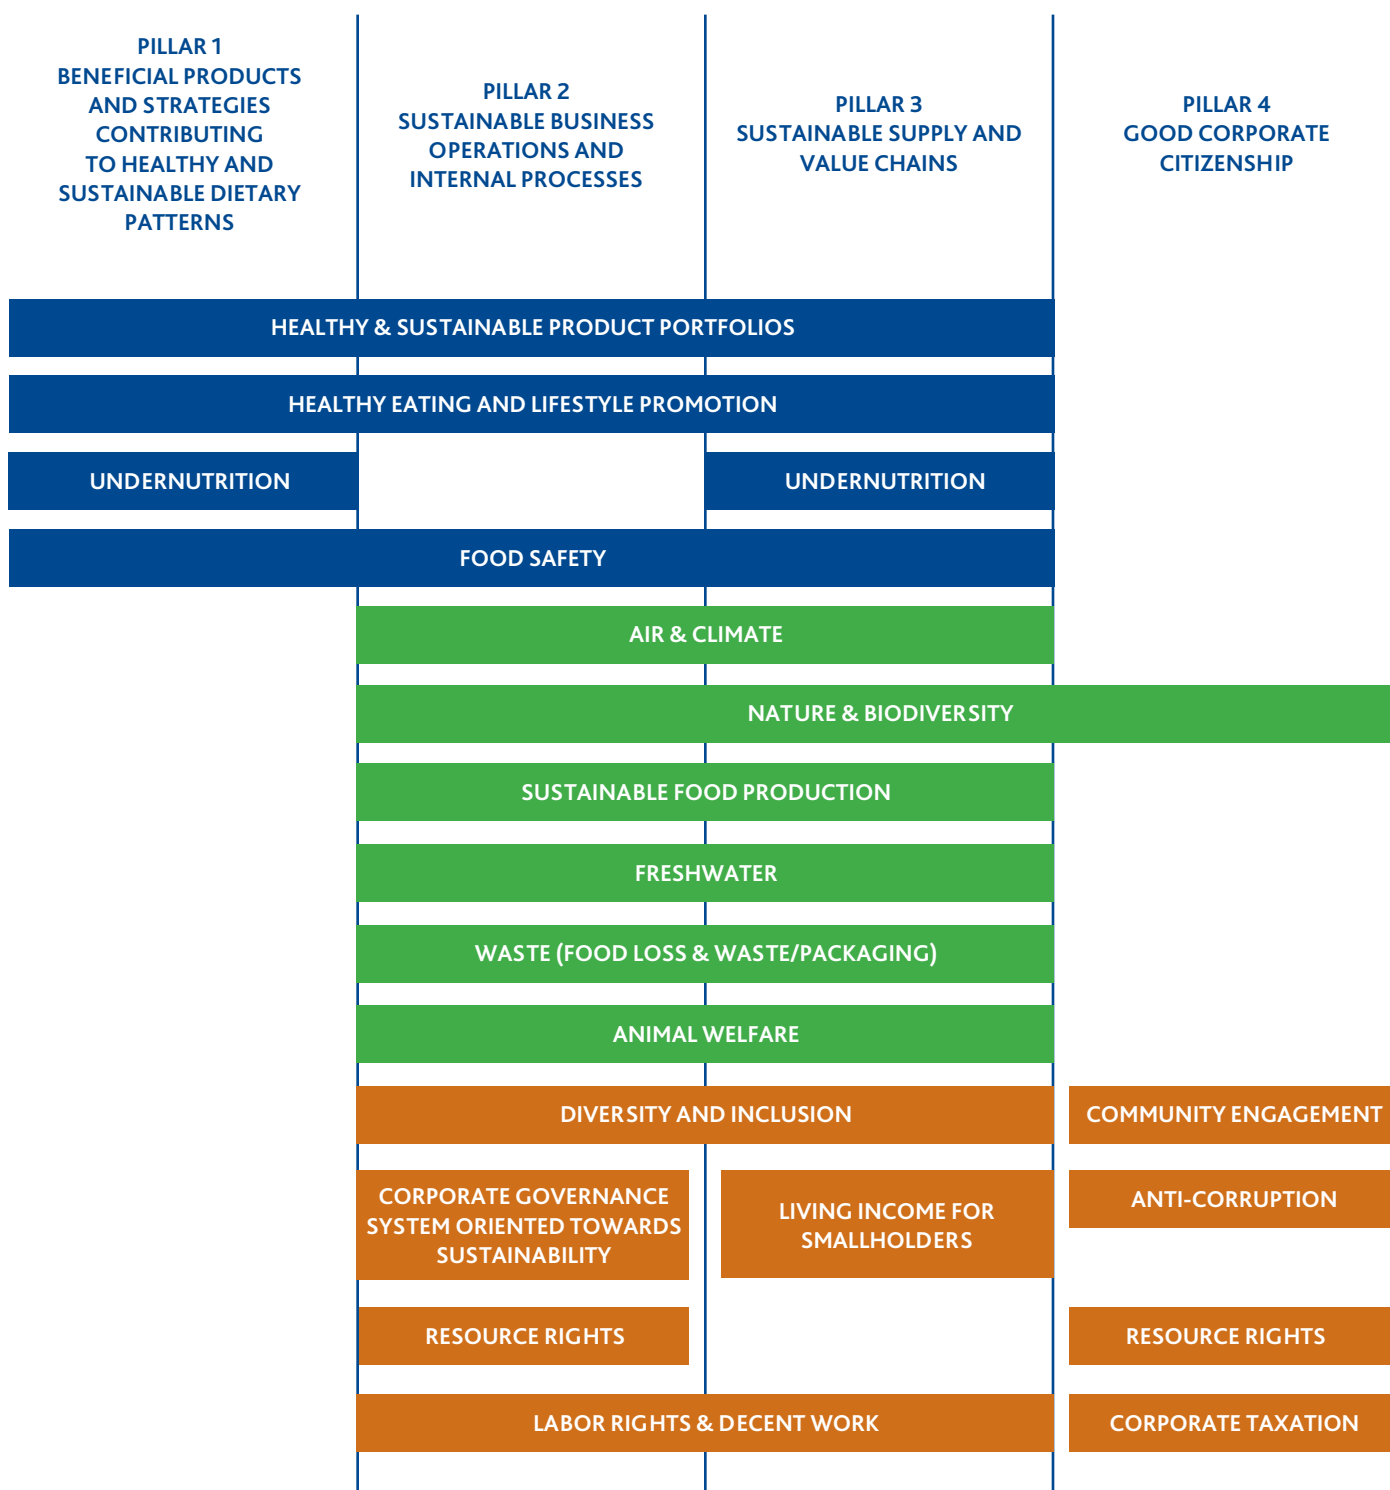 PILLAR 1
BENEFICIAL PRODUCTS
AND STRATEGIES
CONTRIBUTING
TO HEALTHY AND
SUSTAINABLE DIETARY
PATTERNS
PILLAR 2
SUSTAINABLE BUSINESS
OPERATIONS AND
INTERNAL PROCESSES
PILLAR 3
SUSTAINABLE SUPPLY AND
VALUE CHAINS
PILLAR 4
GOOD CORPORATE
CITIZENSHIP
HEALTHY & SUSTAINABLE PRODUCT PORTFOLIOS
HEALTHY EATING AND LIFESTYLE PROMOTION
UNDERNUTRITION
UNDERNUTRITION
FOOD SAFETY
AIR & CLIMATE
NATURE & BIODIVERSITY
SUSTAINABLE FOOD PRODUCTION
FRESHWATER
WASTE (FOOD LOSS & WASTE/PACKAGING)
ANIMAL WELFARE
DIVERSITY AND INCLUSION
COMMUNITY ENGAGEMENT
CORPORATE GOVERNANCE
SYSTEM ORIENTED TOWARDS
SUSTAINABILITY
LIVING INCOME FOR
SMALLHOLDERS
ANTI-CORRUPTION
RESOURCE RIGHTS
RESOURCE RIGHTS
LABOR RIGHTS & DECENT WORK
CORPORATE TAXATION